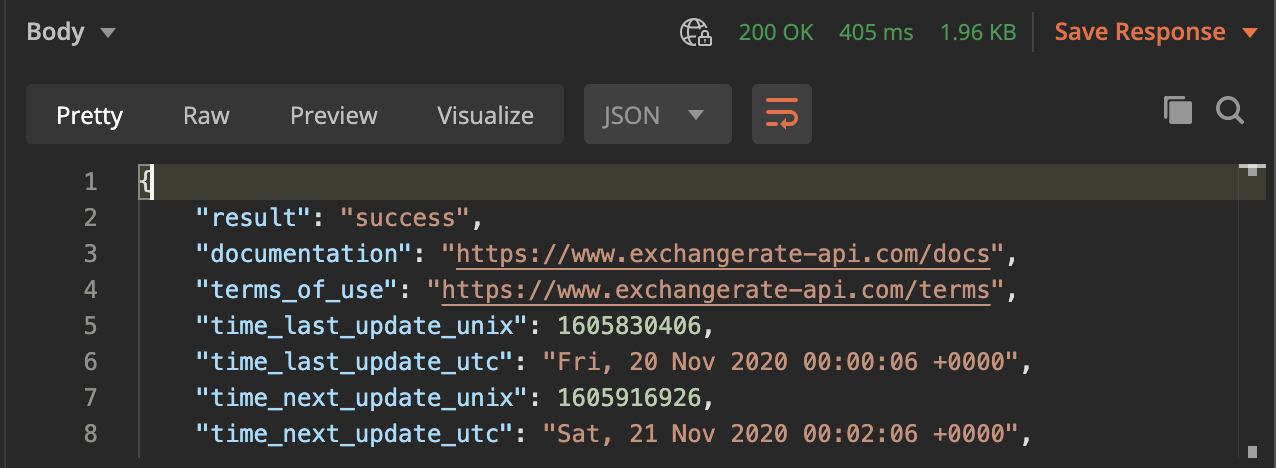 Body 200 OK 405 ms 1.96 KB Save Response
Pretty Raw Preview Visualize JSON
1 {
2 "result": "success",
3 "documentation": "https://www.exchangerate-api.com/docs",
4 "terms_of_use": "https://www.exchangerate-api.com/terms",
5 "time_last_update_unix": 1605830406,
6 "time_last_update_utc": "Fri, 20 Nov 2020 00:00:06 +0000",
7 "time_next_update_unix": 1605916926,
8 "time_next_update_utc": "Sat, 21 Nov 2020 00:02:06 +0000",